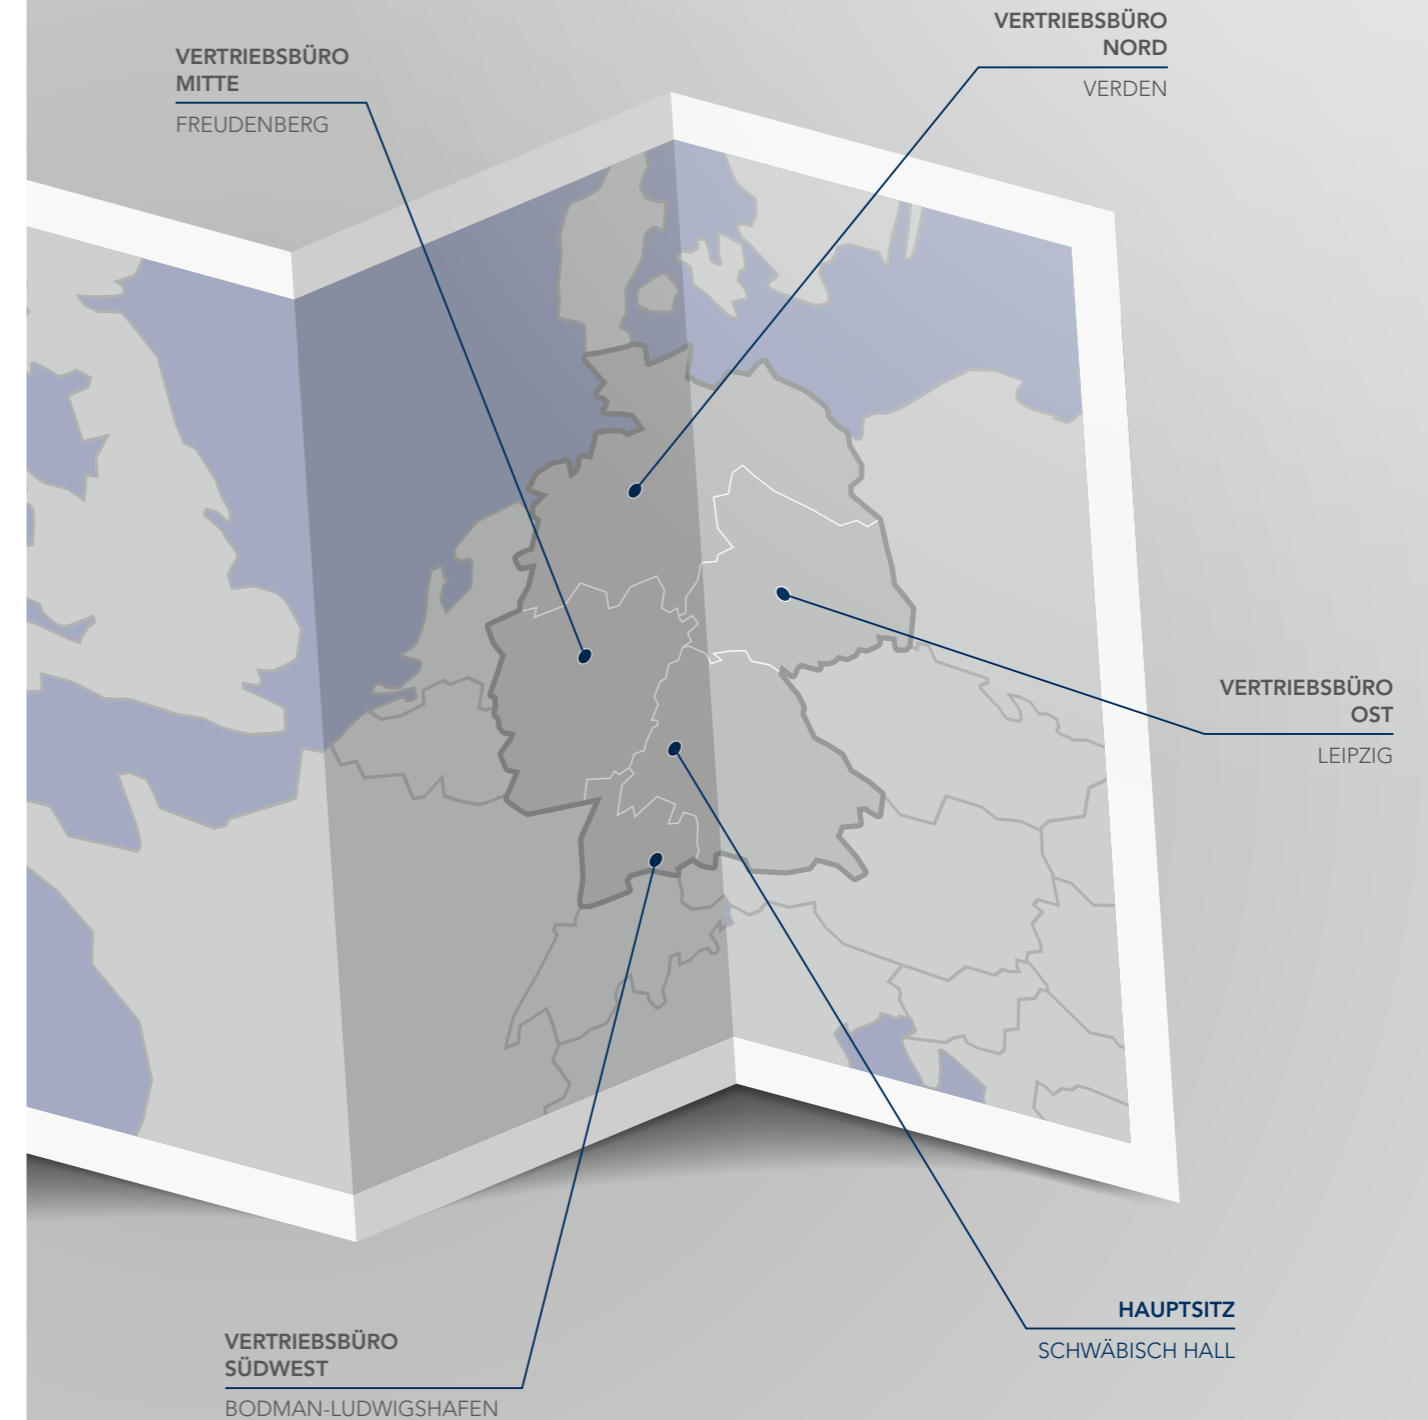 VERTRIEBSBÜRO
NORD
VERDEN
VERTRIEBSBÜRO
MITTE
FREUDENBERG
VERTRIEBSBÜRO
OST
LEIPZIG
HAUPTSITZ
SCHWÄBISCH HALL
VERTRIEBSBÜRO
SÜDWEST
BODMAN-LUDWIGSHAFEN